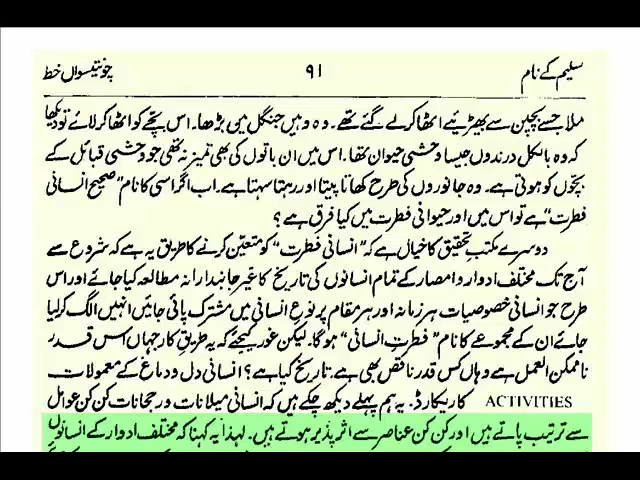 سلیم کے نام ۹۱ چونتیسواں خط
ملا جسے بچپن سے بھیڑیئے اٹھا کر لے گئے تھے۔ وہ وہیں جنگل میں بڑھا۔ اس بچے کو اٹھا کر لائے تو دیکھا
کہ وہ بالکل درندوں جیسا وحشی حیوان تھا۔ اس میں ان باتوں کی بھی تمیز نہ تھی جو وحشی قبائل کے
بچوں کو ہوتی ہے۔ وہ جانوروں کی طرح کھاتا پیتا اور رہتا سہتا ہے۔ اب اگر اسی کا نام "صحیح انسانی
فطرت" ہے تو اس میں اور حیوانی فطرت میں کیا فرق ہے؟
دوسرے مکتب تحقیق کا خیال ہے کہ "انسانی فطرت" کو متعین کرنے کا طریق یہ ہے کہ شروع سے
آج تک مختلف ادوار و امصار کے تمام انسانوں کی تاریخ کا غیر جانبدارانہ مطالعہ کیا جائے اور اس
طرح جو انسانی خصوصیات ہر زمانہ اور ہر مقام پر نوع انسانی میں مشترک پائی جائیں انہیں الگ کر لیا
جائے ان کے مجموعے کا نام "فطرتِ انسانی" ہوگا۔ لیکن غور کیجئے کہ یہ طریق کار جہاں اس قدر
ناممکن العمل ہے وہاں کس قدر ناقص بھی ہے۔ تاریخ کیا ہے؟ انسانی دل و دماغ کے معمولات
ACTIVITIES کا ریکارڈ۔ یہ ہم پہلے دیکھ چکے ہیں کہ انسانی میلانات و رجحانات کن کن عوامل
سے ترتیب پاتے ہیں اور کن کن عناصر سے اثر پذیر ہوتے ہیں۔ لہذا یہ کہنا کہ مختلف ادوار کے انسانوں